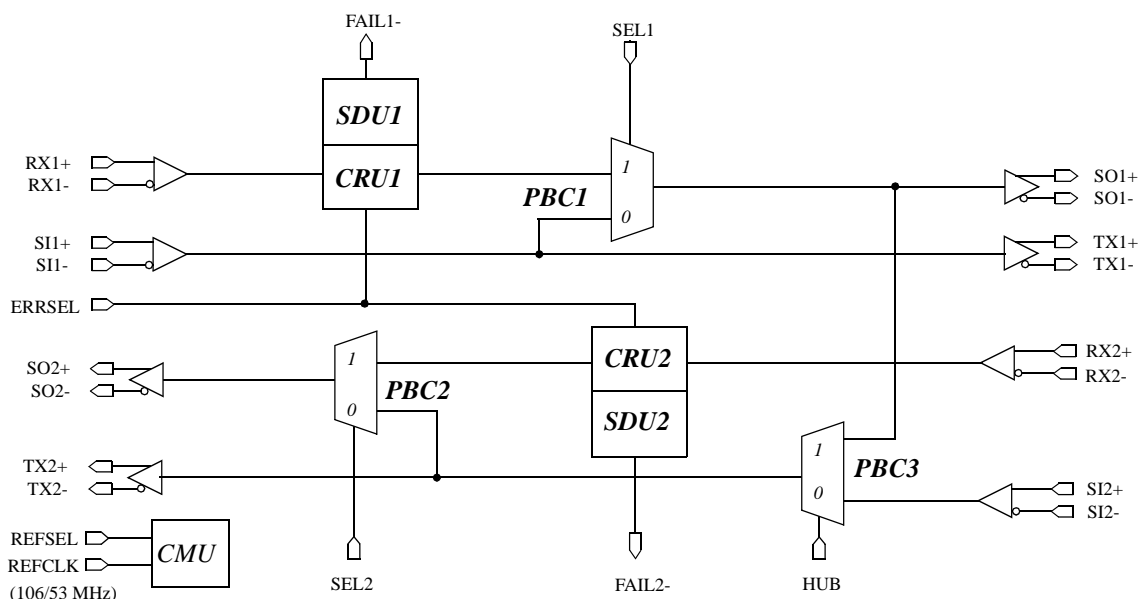 FAIL1-
SEL1
SDU1
RX1+
RX1-
CRU1
1
PBC1
0
SO1+
SO1-
SI1+
SI1-
TX1+
TX1-
ERRSEL
SO2+
SO2-
1
PBC2
0
CRU2
SDU2
RX2+
RX2-
TX2+
TX2-
1
PBC3
0
SI2+
SI2-
REFSEL
REFCLK
(106/53 MHz)
CMU
SEL2
FAIL2-
HUB